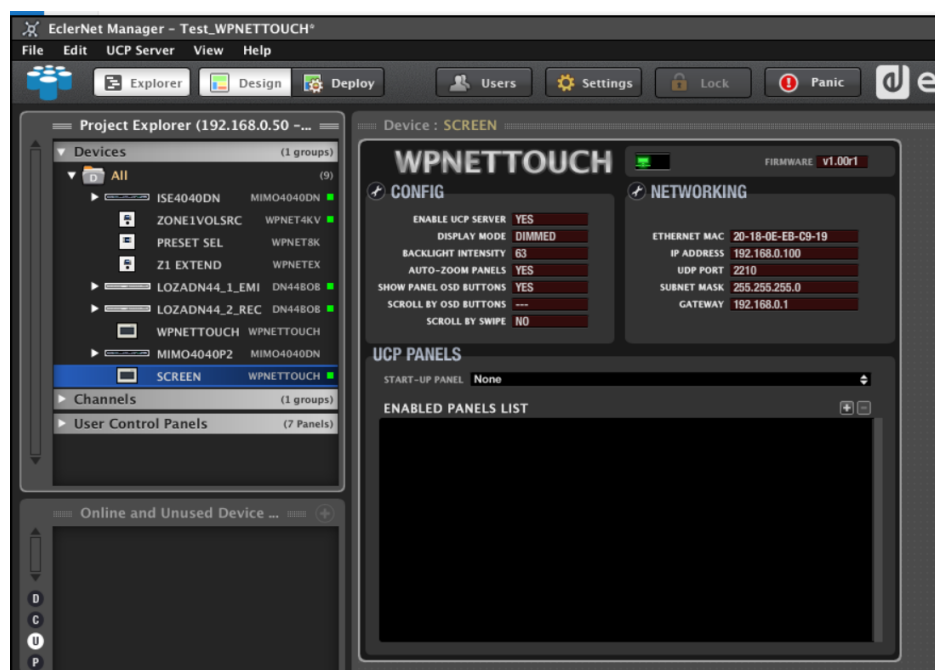 EclerNet Manager – Test_WPNETTOUCH*
File Edit UCP Server View Help
Explorer Design Deploy Users Settings Lock Panic e
Project Explorer (192.168.0.50 –...
Devices (1 groups)
D All (9)
ISE4040DN MIMO4040DN
ZONE1VOLSRC WPNET4KV
PRESET SEL WPNET8K
Z1 EXTEND WPNETEX
LOZADN44_1_EMI DN44BOB
LOZADN44_2_REC DN44BOB
WPNETTOUCH WPNETTOUCH
MIMO4040P2 MIMO4040DN
SCREEN WPNETTOUCH
Channels (1 groups)
User Control Panels (7 Panels)
Online and Unused Device ...
D
C
U
P
Device : SCREEN
WPNETTOUCH FIRMWARE v1.00r1
CONFIG
ENABLE UCP SERVER YES
DISPLAY MODE DIMMED
BACKLIGHT INTENSITY 63
AUTO-ZOOM PANELS YES
SHOW PANEL OSD BUTTONS YES
SCROLL BY OSD BUTTONS ---
SCROLL BY SWIPE NO
NETWORKING
ETHERNET MAC 20-18-0E-EB-C9-19
IP ADDRESS 192.168.0.100
UDP PORT 2210
SUBNET MASK 255.255.255.0
GATEWAY 192.168.0.1
UCP PANELS
START-UP PANEL None
ENABLED PANELS LIST